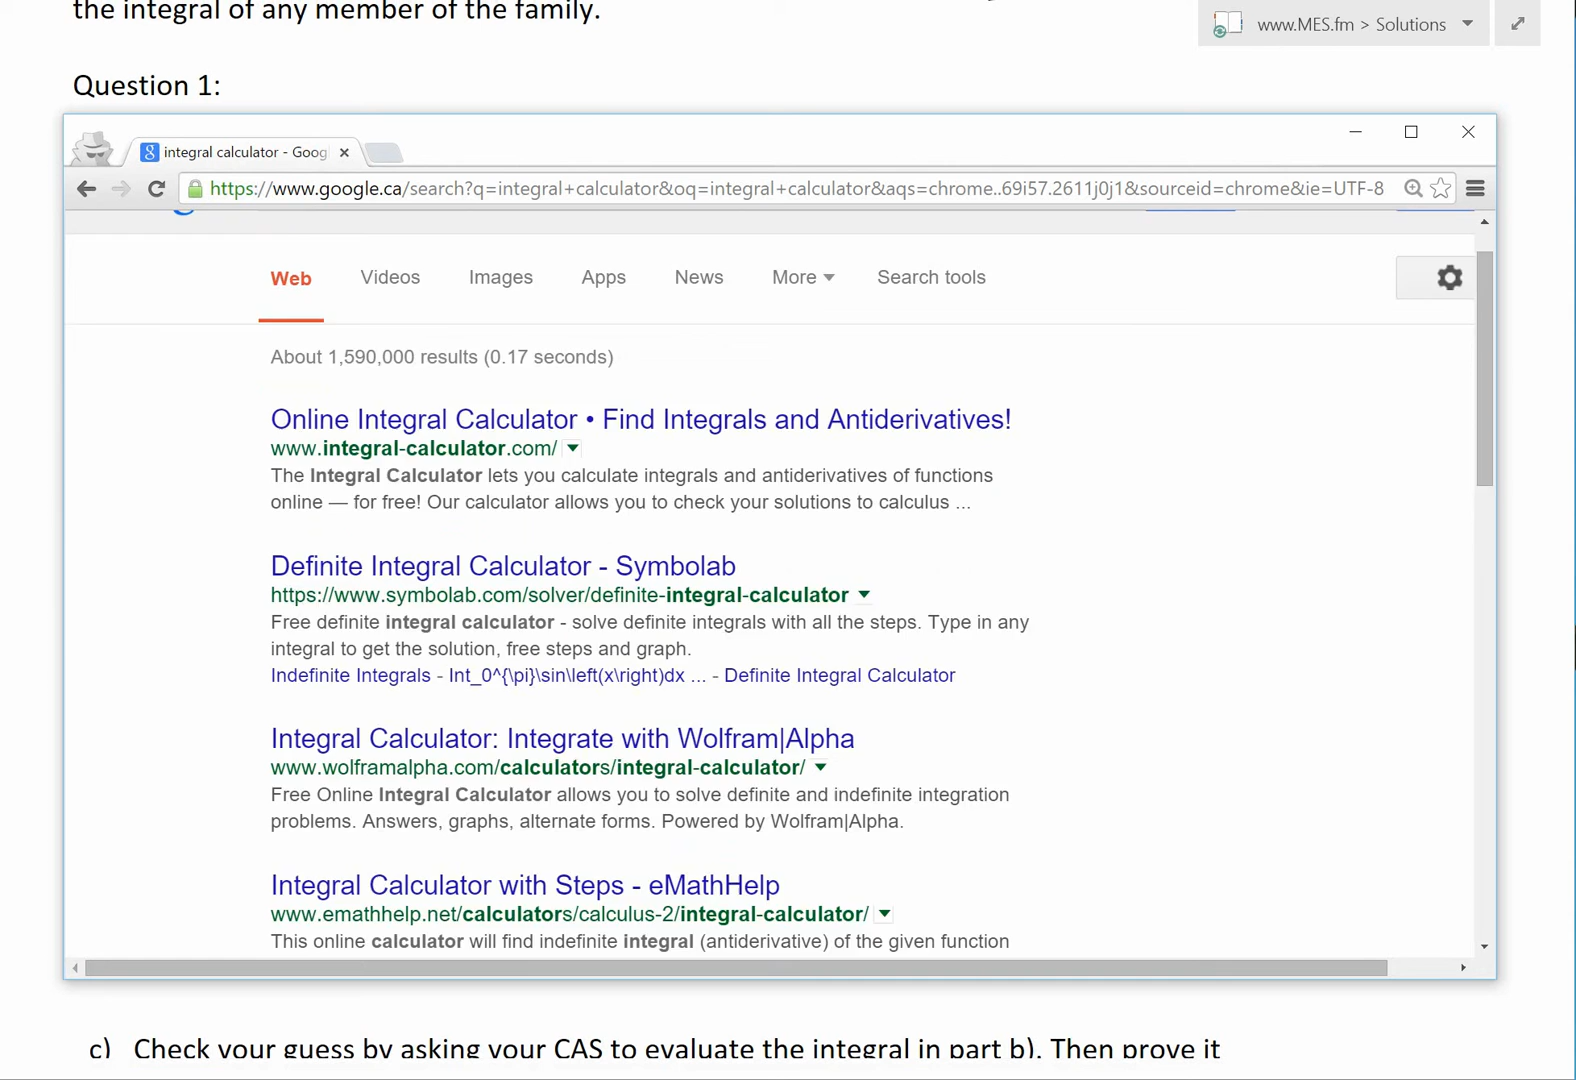 the integral of any member of the family.
www.MES.fm > Solutions
Question 1:
integral calculator - Goog
https://www.google.ca/search?q=integral+calculator&oq=integral+calculator&aqs=chrome..69i57.2611j0j1&sourceid=chrome&ie=UTF-8
Web Videos Images Apps News More Search tools
About 1,590,000 results (0.17 seconds)
Online Integral Calculator • Find Integrals and Antiderivatives!
www.integral-calculator.com/
The Integral Calculator lets you calculate integrals and antiderivatives of functions
online — for free! Our calculator allows you to check your solutions to calculus ...
Definite Integral Calculator - Symbolab
https://www.symbolab.com/solver/definite-integral-calculator
Free definite integral calculator - solve definite integrals with all the steps. Type in any
integral to get the solution, free steps and graph.
Indefinite Integrals - Int_0^{\pi}\sin\left(x\right)dx ... - Definite Integral Calculator
Integral Calculator: Integrate with Wolfram|Alpha
www.wolframalpha.com/calculators/integral-calculator/
Free Online Integral Calculator allows you to solve definite and indefinite integration
problems. Answers, graphs, alternate forms. Powered by Wolfram|Alpha.
Integral Calculator with Steps - eMathHelp
www.emathhelp.net/calculators/calculus-2/integral-calculator/
This online calculator will find indefinite integral (antiderivative) of the given function
c) Check your guess by asking your CAS to evaluate the integral in part b). Then prove it